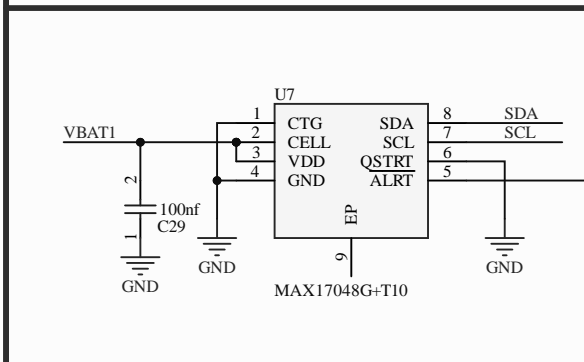 U7
1 CTG SDA 8 SDA
VBAT1 2 CELL SCL 7 SCL
3 VDD QSTRT 6
4 GND ALRT 5
2
100nf
C29
1
EP
9
GND
GND
GND
MAX17048G+T10